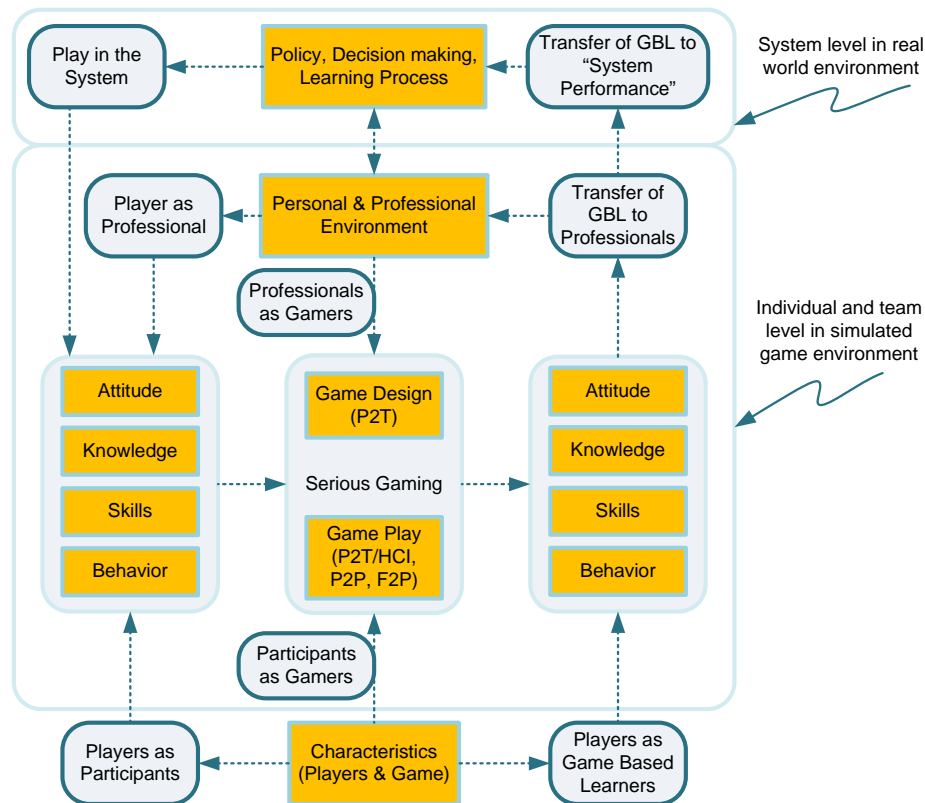 Play in the
System
Policy, Decision making,
Learning Process
Transfer of GBL to
“System
Performance”
System level in real
world environment
Player as
Professional
Personal & Professional
Environment
Transfer of
GBL to
Professionals
Professionals
as Gamers
Individual and team
level in simulated
game environment
Attitude
Knowledge
Skills
Behavior
Game Design
(P2T)
Serious Gaming
Game Play
(P2T/HCI,
P2P, F2P)
Attitude
Knowledge
Skills
Behavior
Participants
as Gamers
Players as
Participants
Characteristics
(Players & Game)
Players as
Game Based
Learners